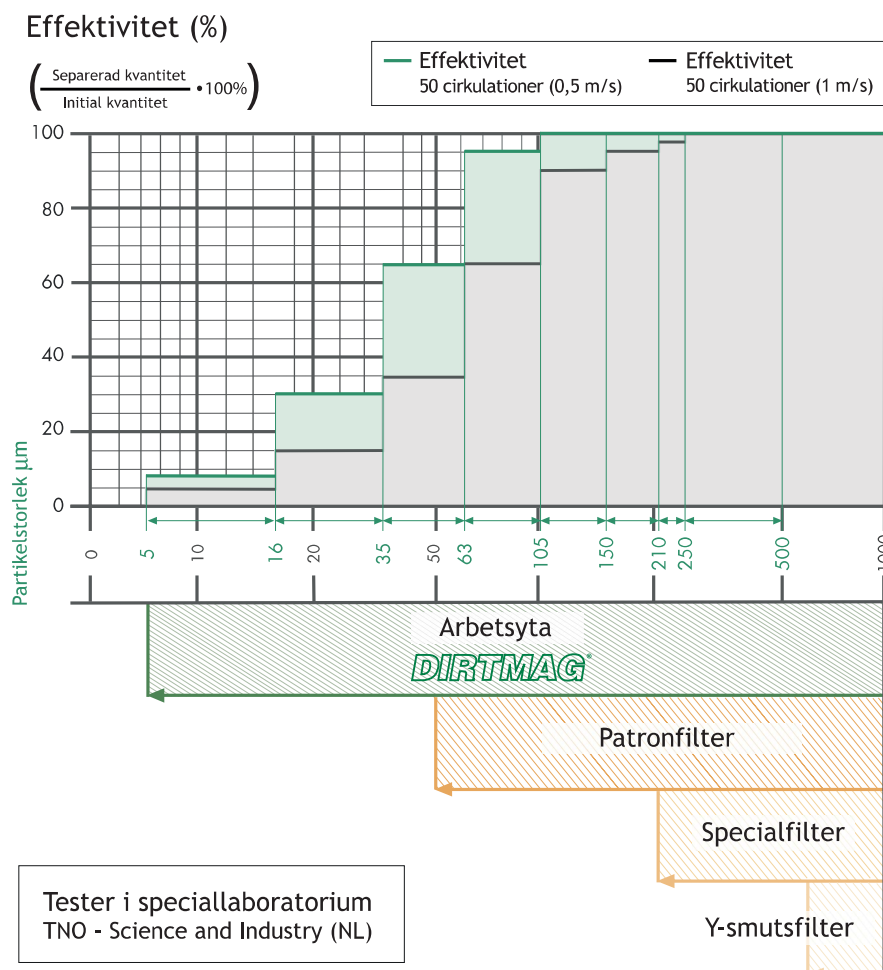 Effektivitet (%)
Separerad kvantitet
Initial kvantitet
• 100%
Effektivitet
50 cirkulationer (0,5 m/s)
Effektivitet
50 cirkulationer (1 m/s)
100
80
60
40
20
0
Partikelstorlek µm
0
5
10
16
20
35
50
63
105
150
210
250
500
1000
Arbetsyta
DIRTMAG®
Patronfilter
Specialfilter
Y-smutsfilter
Tester i speciallaboratorium
TNO - Science and Industry (NL)